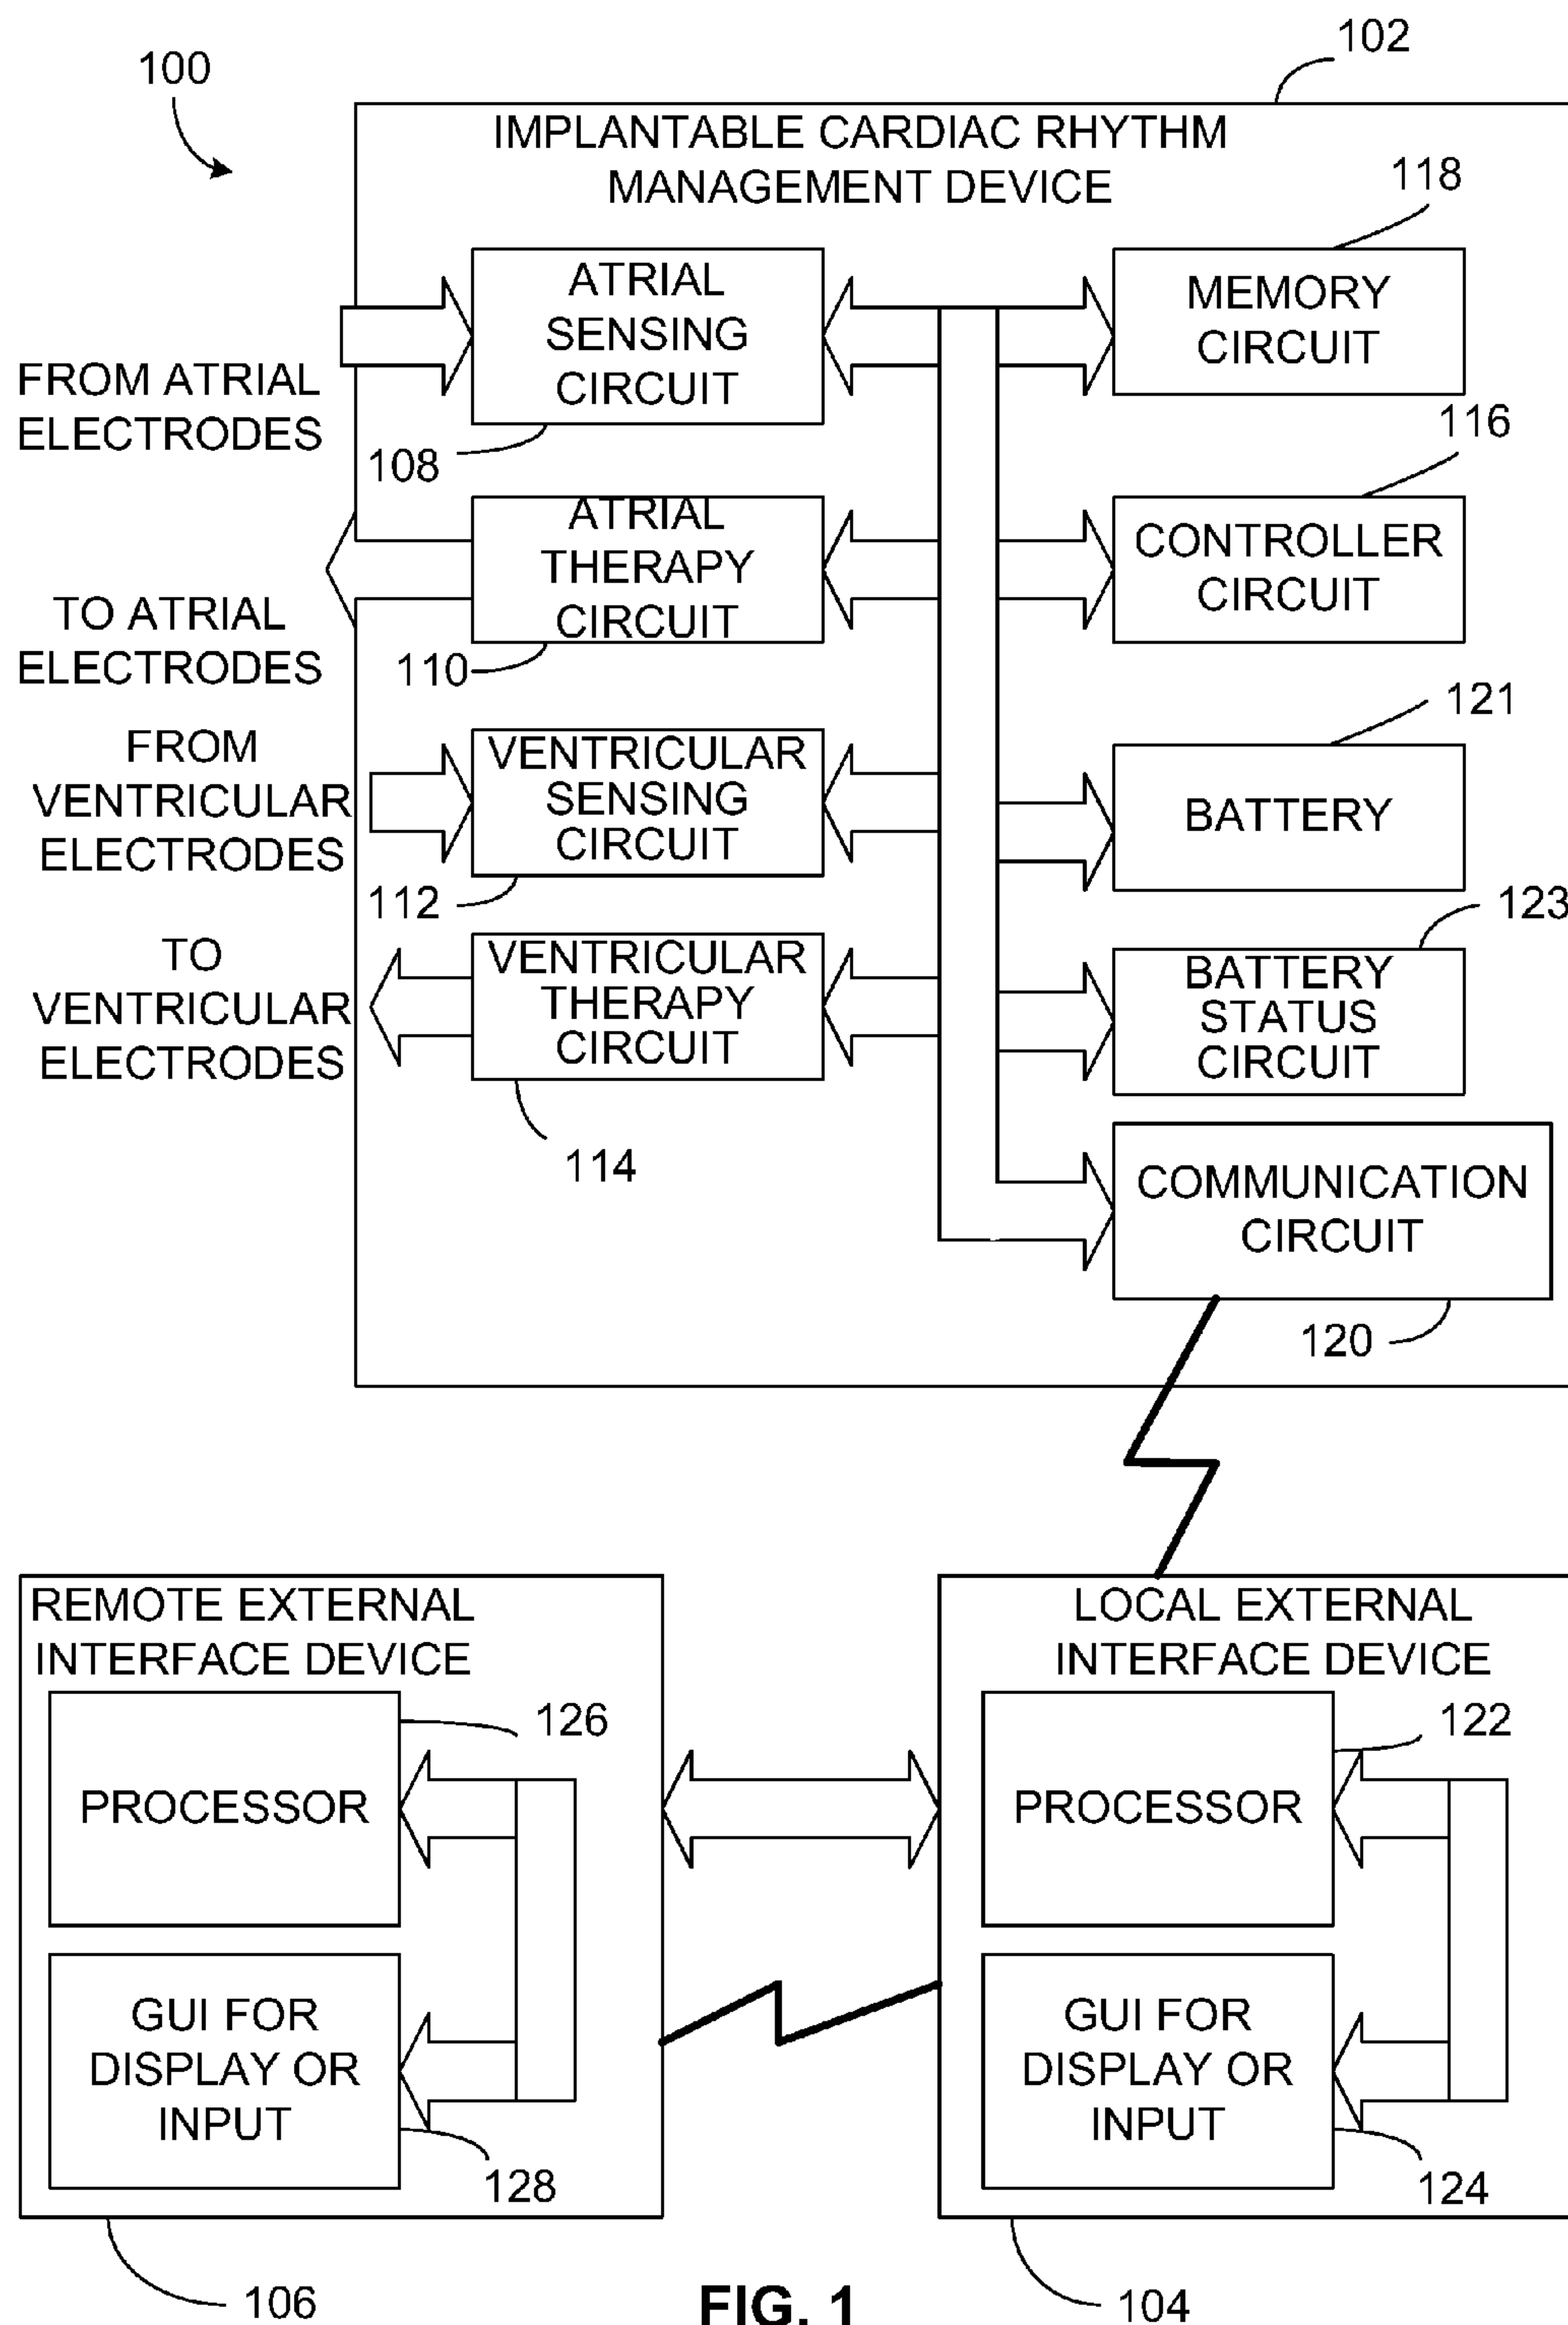 102
100
IMPLANTABLE CARDIAC RHYTHM
MANAGEMENT DEVICE
118
ATRIAL
SENSING
CIRCUIT
MEMORY
CIRCUIT
FROM ATRIAL
ELECTRODES
108
116
ATRIAL
THERAPY
CIRCUIT
CONTROLLER
CIRCUIT
TO ATRIAL
ELECTRODES
110
121
FROM
VENTRICULAR
ELECTRODES
VENTRICULAR
SENSING
CIRCUIT
BATTERY
112
123
TO
VENTRICULAR
ELECTRODES
VENTRICULAR
THERAPY
CIRCUIT
BATTERY
STATUS
CIRCUIT
114
COMMUNICATION
CIRCUIT
120
REMOTE EXTERNAL
INTERFACE DEVICE
126
PROCESSOR
GUI FOR
DISPLAY OR
INPUT
128
106
LOCAL EXTERNAL
INTERFACE DEVICE
122
PROCESSOR
GUI FOR
DISPLAY OR
INPUT
124
104
FIG. 1